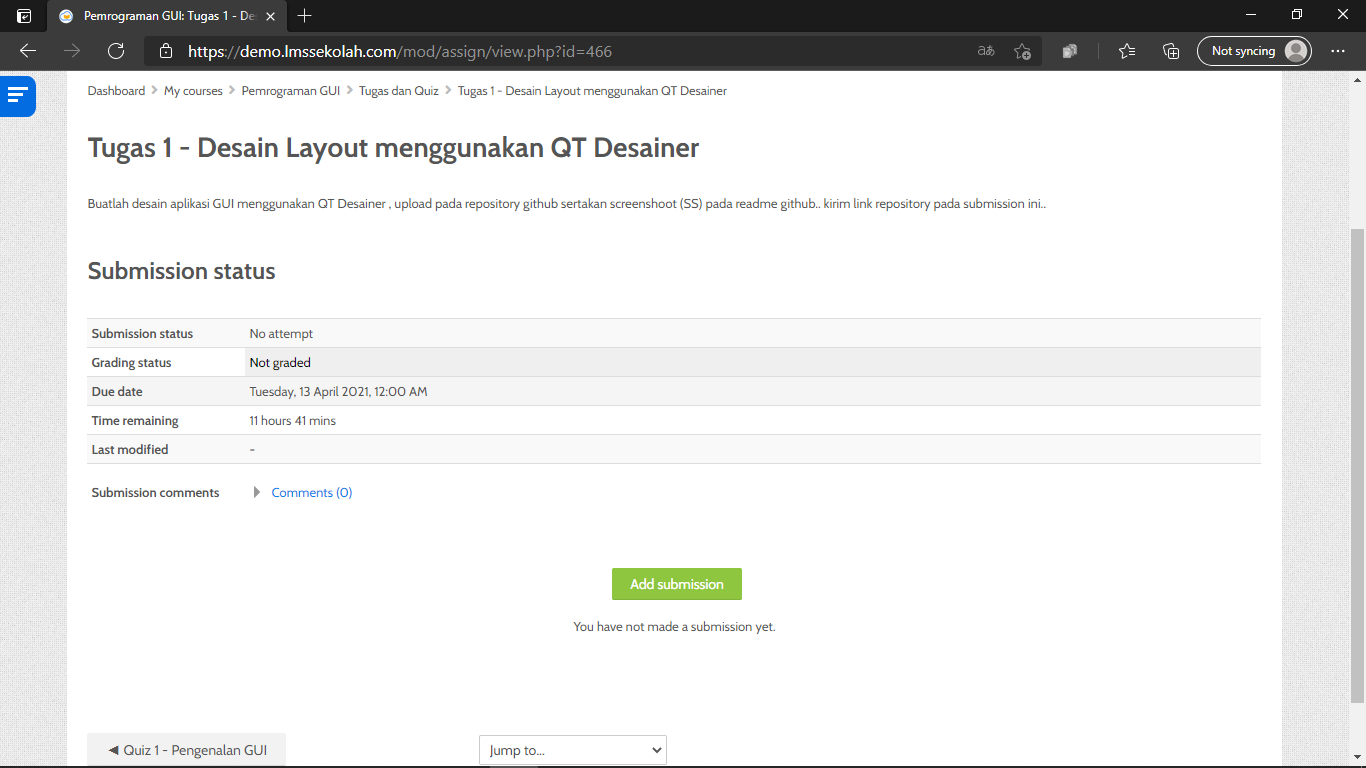 Pemrograman GUI: Tugas 1 - De
https://demo.lmssekolah.com/mod/assign/view.php?id=466
Not syncing
Dashboard > My courses > Pemrograman GUI > Tugas dan Quiz > Tugas 1 - Desain Layout menggunakan QT Desainer
Tugas 1 - Desain Layout menggunakan QT Desainer
Buatlah desain aplikasi GUI menggunakan QT Desainer , upload pada repository github sertakan screenshoot (SS) pada readme github.. kirim link repository pada submission ini..
Submission status
Submission status No attempt
Grading status Not graded
Due date Tuesday, 13 April 2021, 12:00 AM
Time remaining 11 hours 41 mins
Last modified -
Submission comments Comments (0)
Add submission
You have not made a submission yet.
◄ Quiz 1 - Pengenalan GUI
Jump to...